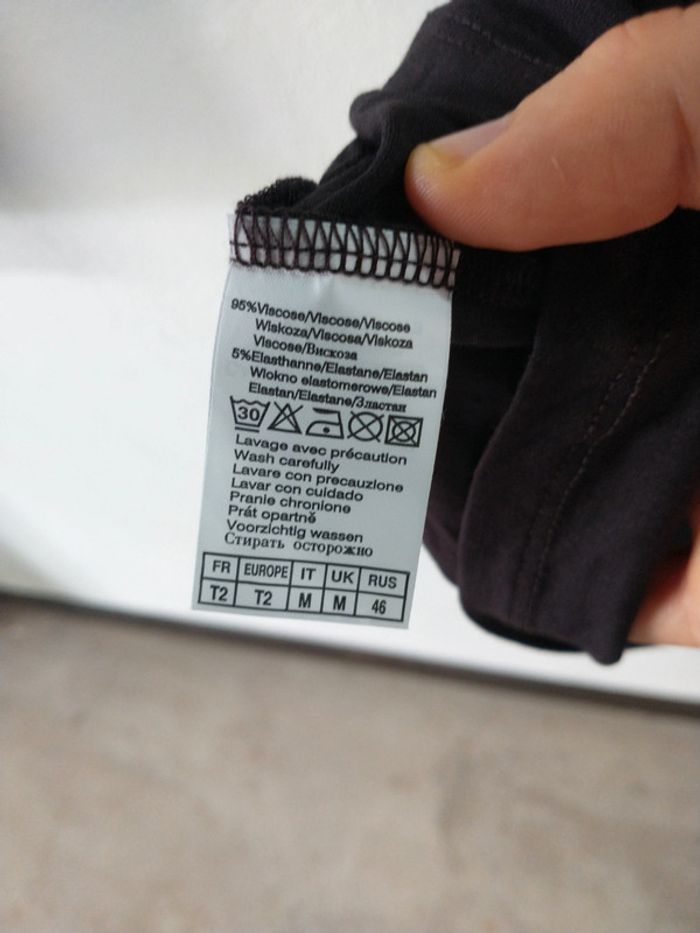 95%Viscose/Viscose/Viscose
Wiskoza/Viscosa/Viskoza
Viscose/Вискоза
5%Elasthanne/Elastane/Elastan
Wlokno elastomerowe/Elastan
Elastan/Elastane/Эластан
30
Lavage avec précaution
Wash carefully
Lavare con precauzione
Lavar con cuidado
Pranie chronione
Prát opartně
Voorzichtig wassen
Стирать осторожно
FR EUROPE IT UK RUS
T2 T2 M M 46